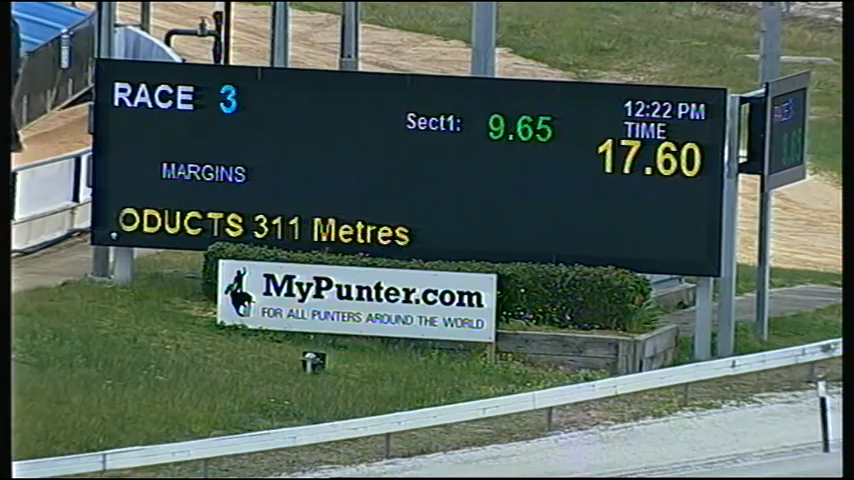 RACE 3
12:22 PM
Sect1: 9.65
TIME
17.60
MARGINS
ODUCTS 311 Metres
MyPunter.com
FOR ALL PUNTERS AROUND THE WORLD